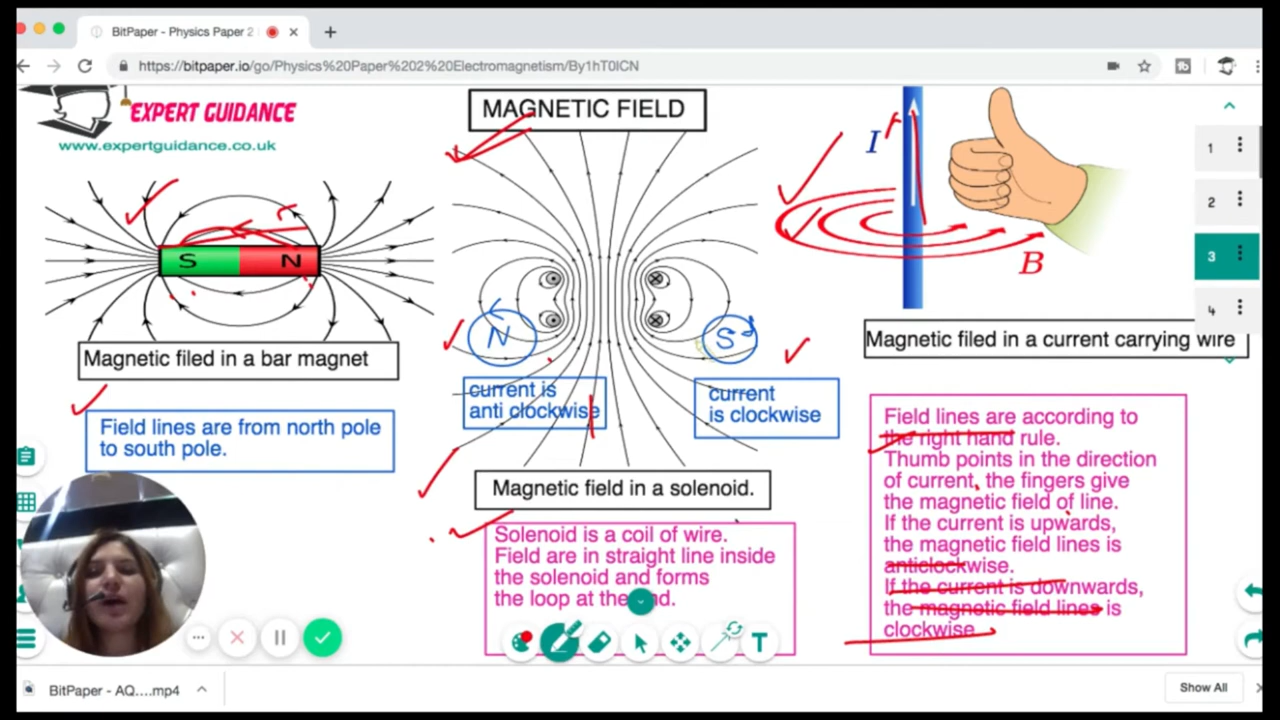 BitPaper - Physics Paper 2
https://bitpaper.io/go/Physics%20Paper%202%20Electromagnetism/By1hT0ICN
EXPERT GUIDANCE
www.expertguidance.co.uk
S N
Magnetic filed in a bar magnet
Field lines are from north pole
to south pole.
MAGNETIC FIELD
N
S
current is
anti clockwise
current
is clockwise
Magnetic field in a solenoid.
Solenoid is a coil of wire.
Field are in straight line inside
the solenoid and forms
the loop at the end.
I
B
Magnetic filed in a current carrying wire
Field lines are according to
the right hand rule.
Thumb points in the direction
of current, the fingers give
the magnetic field of line.
If the current is upwards,
the magnetic field lines is
anticlockwise.
If the current is downwards,
the magnetic field lines is
clockwise
1
2
3
4
T
BitPaper - AQ....mp4
Show All